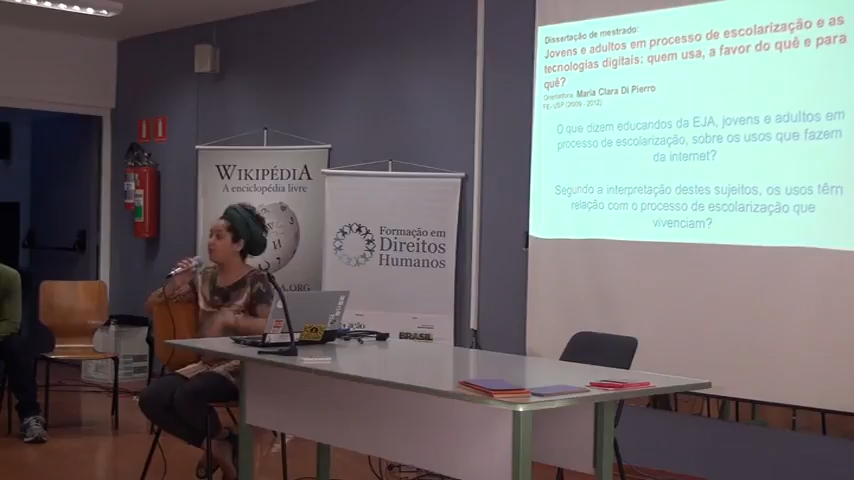 Dissertação de mestrado:
Jovens e adultos em processo de escolarização e as
tecnologias digitais: quem usa, a favor do quê e para
quê?
Orientadora: Maria Clara Di Pierro
FE-USP (2009 - 2012)
O que dizem educandos da EJA, jovens e adultos em
processo de escolarização, sobre os usos que fazem
da internet?
Segundo a interpretação destes sujeitos, os usos têm
relação com o processo de escolarização que
vivenciam?
WIKIPÉDIA
A enciclopédia livre
Formação em
Direitos
Humanos
BRASIL